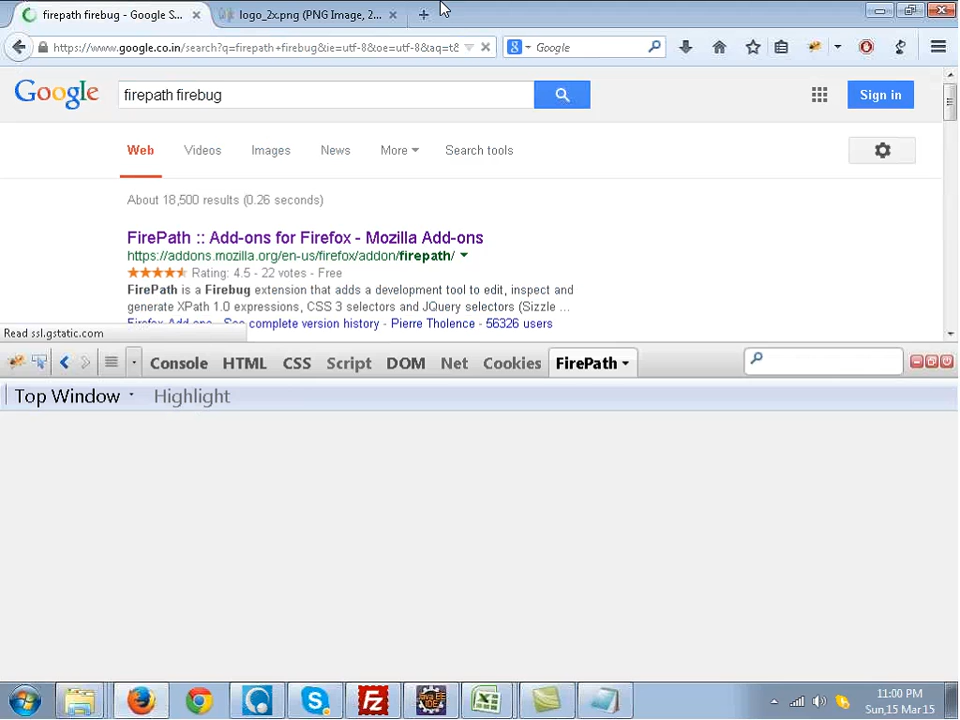 firepath firebug - Google S...
logo_2x.png (PNG Image, 2...
https://www.google.co.in/search?q=firepath+firebug&ie=utf-8&oe=utf-8&aq=t&
Google
Google
firepath firebug
Sign in
Web
Videos
Images
News
More
Search tools
About 18,500 results (0.26 seconds)
FirePath :: Add-ons for Firefox - Mozilla Add-ons
https://addons.mozilla.org/en-us/firefox/addon/firepath/
Rating: 4.5 - 22 votes - Free
FirePath is a Firebug extension that adds a development tool to edit, inspect and
generate XPath 1.0 expressions, CSS 3 selectors and JQuery selectors (Sizzle ...
Firefox Add-ons - See complete version history - Pierre Tholence - 56326 users
Read ssl.gstatic.com
Console
HTML
CSS
Script
DOM
Net
Cookies
FirePath
Top Window
Highlight
Java EE
IDE
11:00 PM
Sun,15 Mar 15